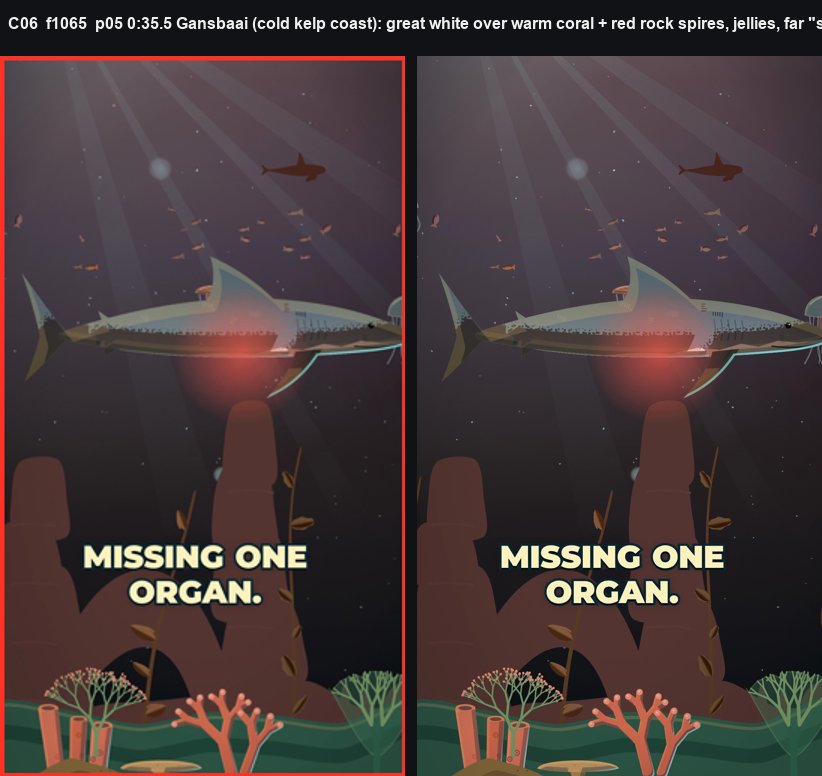 C06 f1065 p05 0:35.5 Gansbaai (cold kelp coast): great white over warm coral + red rock spires, jellies, far "s
MISSING ONE
ORGAN.
MISSING ONE
ORGAN.